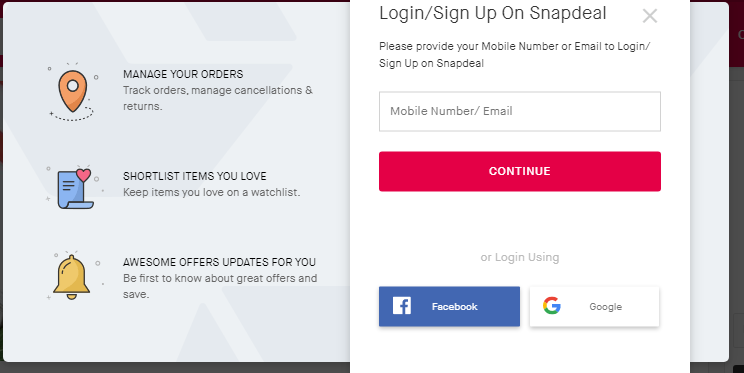 MANAGE YOUR ORDERS
Track orders, manage cancellations &
returns.
SHORTLIST ITEMS YOU LOVE
Keep items you love on a watchlist.
AWESOME OFFERS UPDATES FOR YOU
Be first to know about great offers and
save.
Login/Sign Up On Snapdeal
Please provide your Mobile Number or Email to Login/
Sign Up on Snapdeal
Mobile Number/ Email
CONTINUE
or Login Using
Facebook
Google